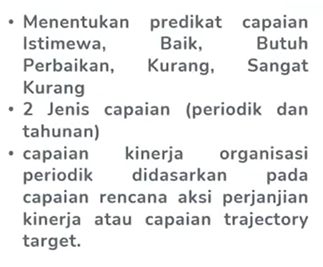 • Menentukan predikat capaian
Istimewa, Baik, Butuh
Perbaikan, Kurang, Sangat
Kurang
• 2 Jenis capaian (periodik dan
tahunan)
• capaian kinerja organisasi
periodik didasarkan pada
capaian rencana aksi perjanjian
kinerja atau capaian trajectory
target.